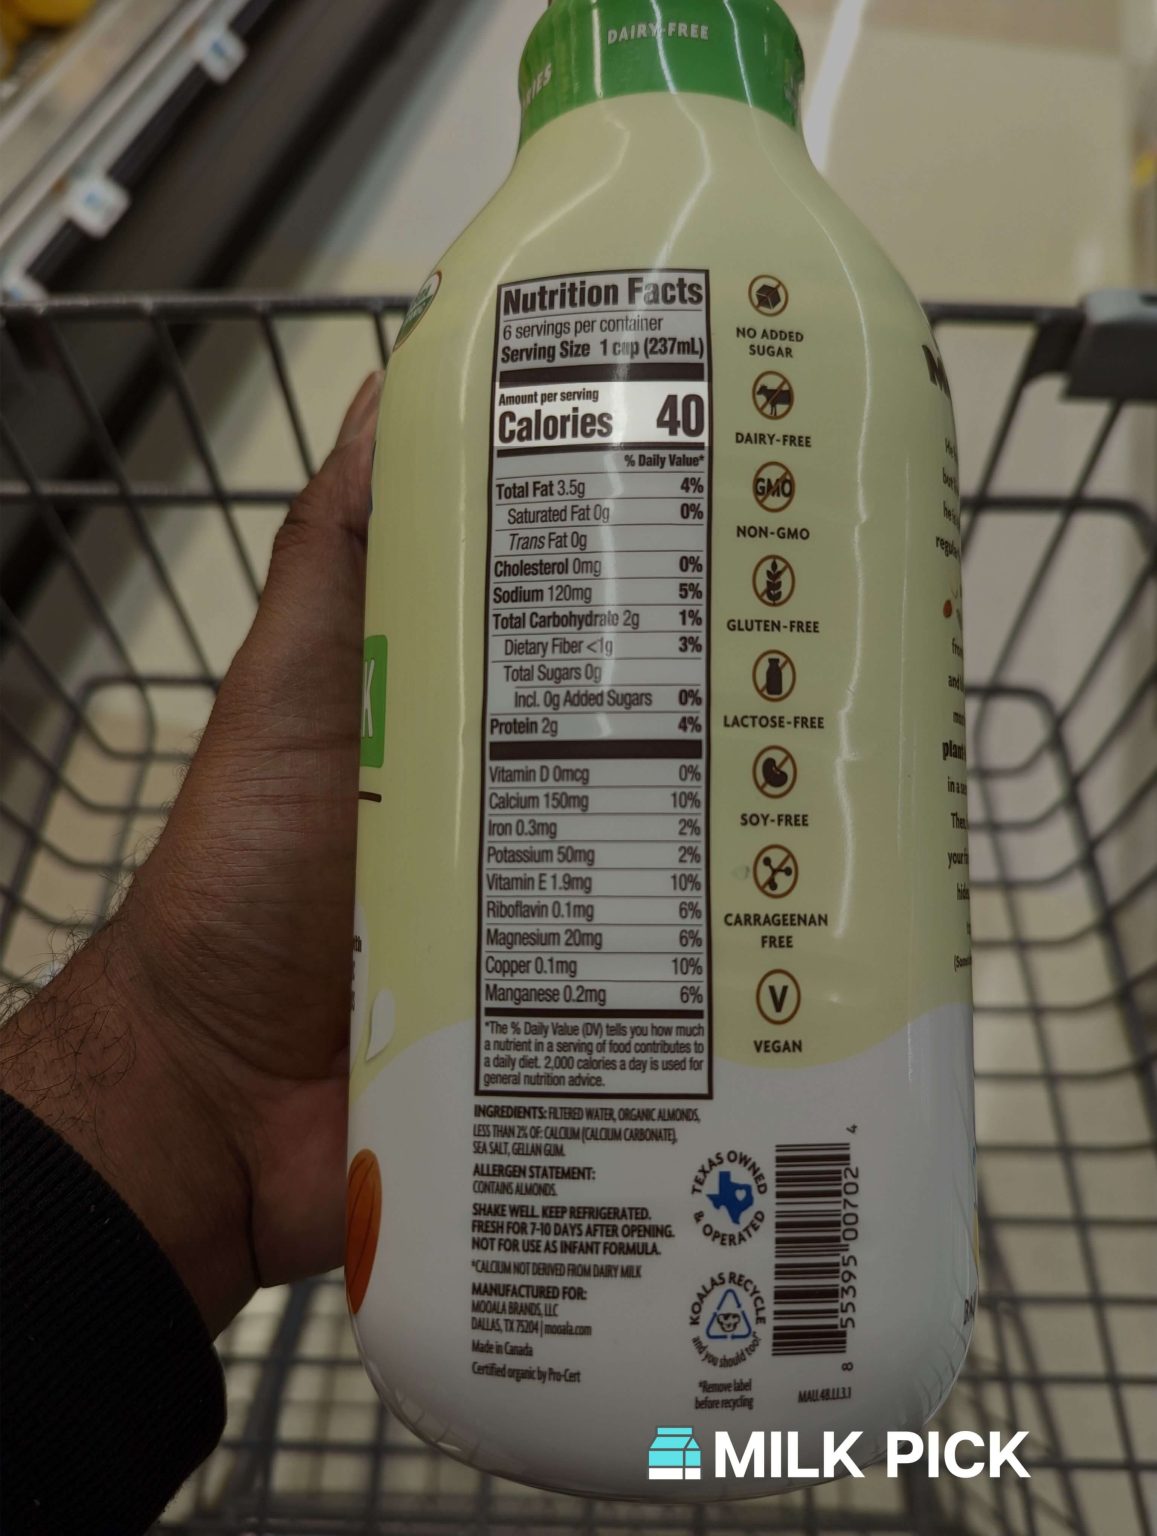 DAIRY-FREE
Nutrition Facts
6 servings per container
Serving Size 1 cup (237mL)
Amount per serving
Calories 40
% Daily Value*
Total Fat 3.5g 4%
Saturated Fat 0g 0%
Trans Fat 0g
Cholesterol 0mg 0%
Sodium 120mg 5%
Total Carbohydrate 2g 1%
Dietary Fiber <1g 3%
Total Sugars 0g
Incl. 0g Added Sugars 0%
Protein 2g 4%
Vitamin D 0mcg 0%
Calcium 150mg 10%
Iron 0.3mg 2%
Potassium 50mg 2%
Vitamin E 1.9mg 10%
Riboflavin 0.1mg 6%
Magnesium 20mg 6%
Copper 0.1mg 10%
Manganese 0.2mg 6%
*The % Daily Value (DV) tells you how much
a nutrient in a serving of food contributes to
a daily diet. 2,000 calories a day is used for
general nutrition advice.
NO ADDED
SUGAR
DAIRY-FREE
GMO
NON-GMO
GLUTEN-FREE
LACTOSE-FREE
SOY-FREE
CARRAGEENAN
FREE
V
VEGAN
INGREDIENTS: FILTERED WATER, ORGANIC ALMONDS,
LESS THAN 2% OF: CALCIUM (CALCIUM CARBONATE),
SEA SALT, GELLAN GUM.
ALLERGEN STATEMENT:
CONTAINS ALMONDS.
SHAKE WELL. KEEP REFRIGERATED.
FRESH FOR 7-10 DAYS AFTER OPENING.
NOT FOR USE AS INFANT FORMULA.
*CALCIUM NOT DERIVED FROM DAIRY MILK
MANUFACTURED FOR:
MOOALA BRANDS, LLC
DALLAS, TX 75204 | mooala.com
Made in Canada
Certified organic by Pro-Cert
TEXAS OWNED
& OPERATED
KOALAS RECYCLE
and you should too!
*Remove label
before recycling
8 55395 00702 4
MAU.48.LI.3.1
plant
MILK PICK